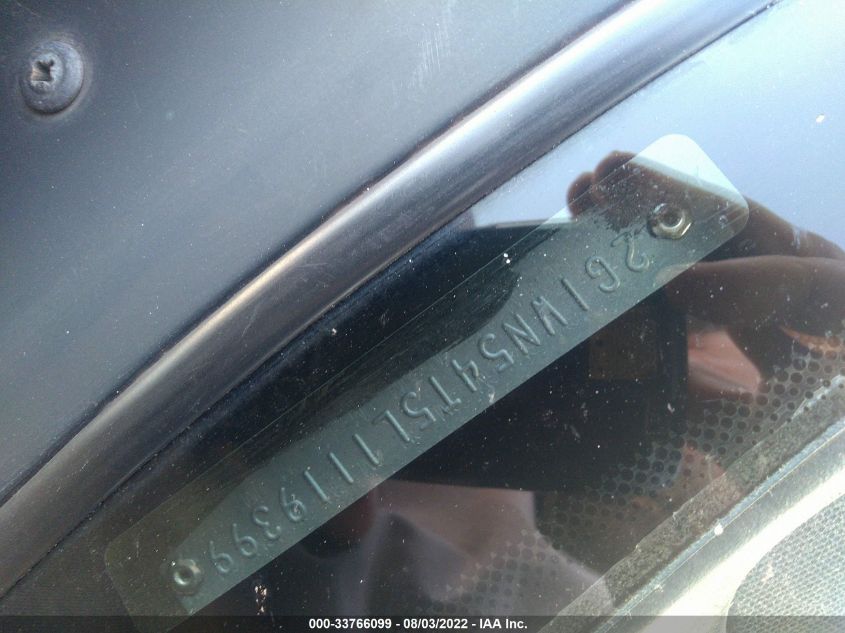 2G1WN54T5L1119399
000-33766099 | 08/03/2022 - IAA Inc.